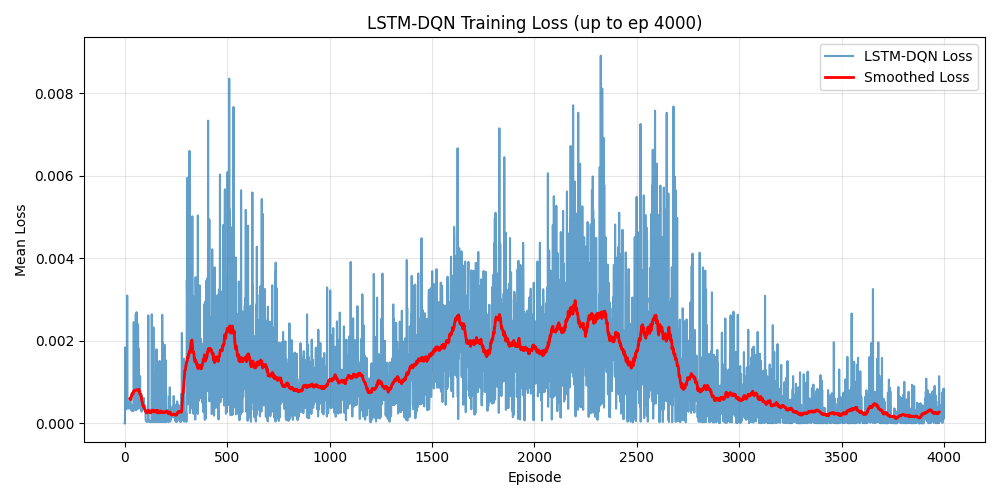 LSTM-DQN Training Loss (up to ep 4000)
LSTM-DQN Loss
Smoothed Loss
Mean Loss
0.008
0.006
0.004
0.002
0.000
0
500
1000
1500
2000
2500
3000
3500
4000
Episode